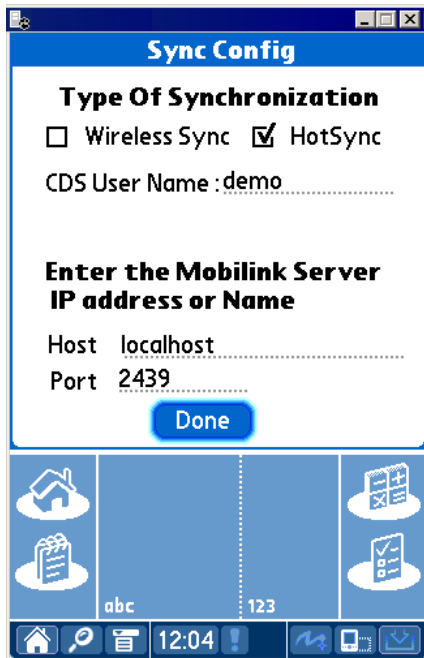 Sync Config
Type Of Synchronization
Wireless Sync HotSync
CDS User Name : demo
Enter the Mobilink Server
IP address or Name
Host localhost
Port 2439
Done
abc 123
12:04